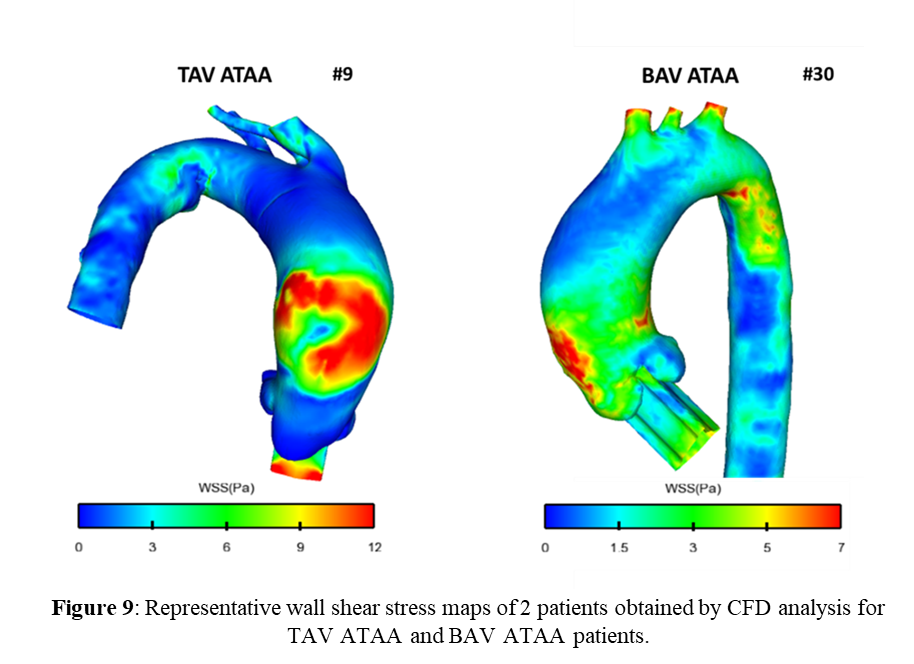 TAV ATAA #9
BAV ATAA #30
WSS(Pa)
0 3 6 9 12
WSS(Pa)
0 1.5 3 5 7
Figure 9: Representative wall shear stress maps of 2 patients obtained by CFD analysis for
TAV ATAA and BAV ATAA patients.